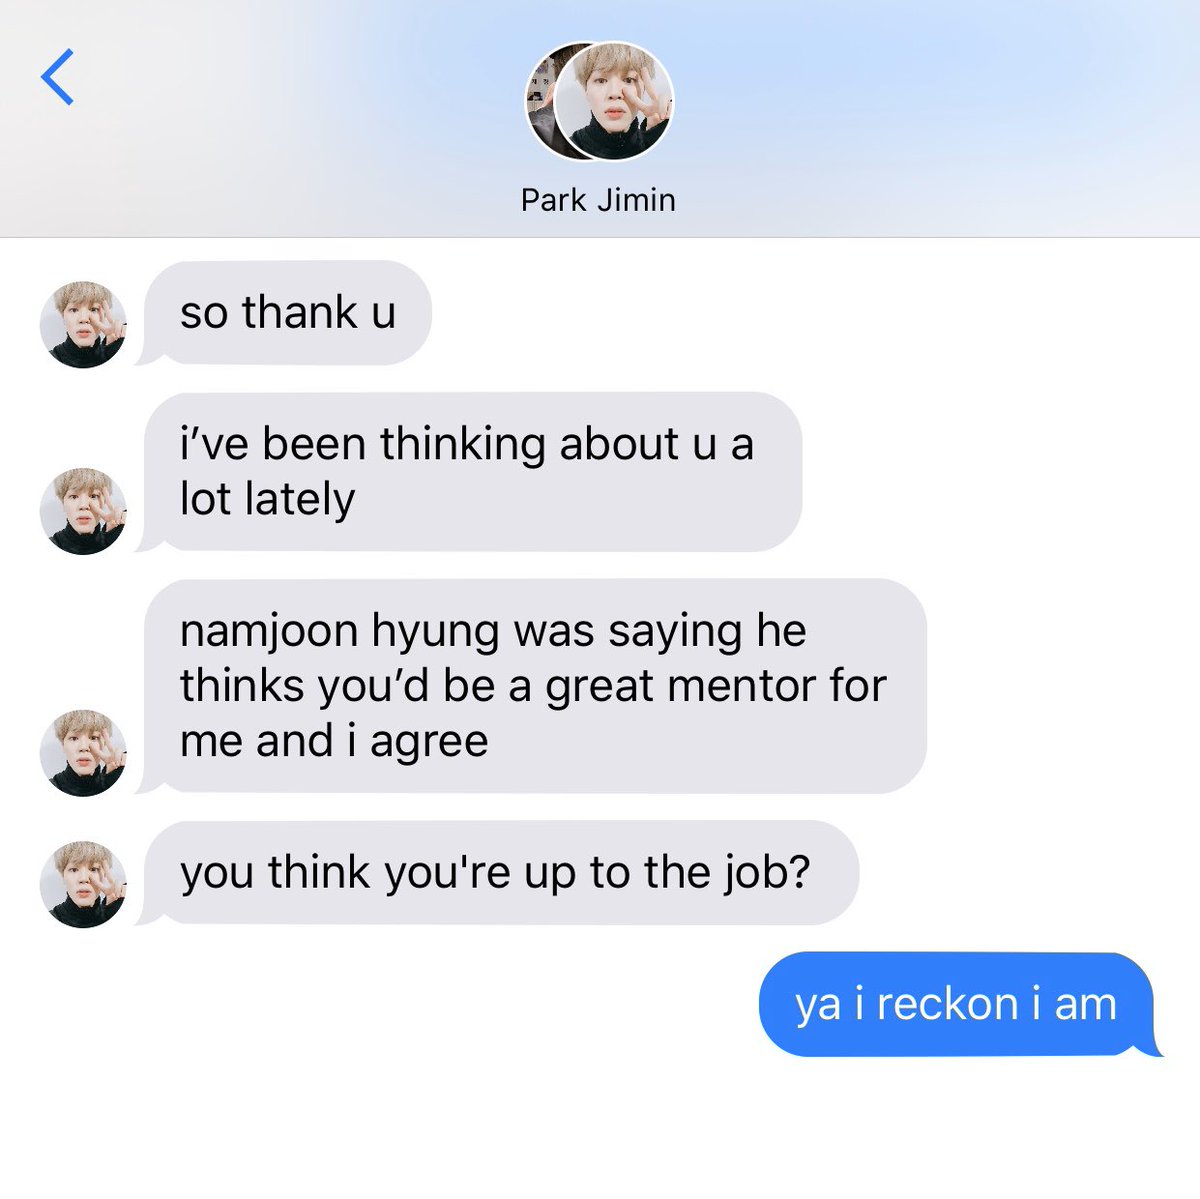 Park Jimin
so thank u
i’ve been thinking about u a
lot lately
namjoon hyung was saying he
thinks you’d be a great mentor for
me and i agree
you think you're up to the job?
ya i reckon i am